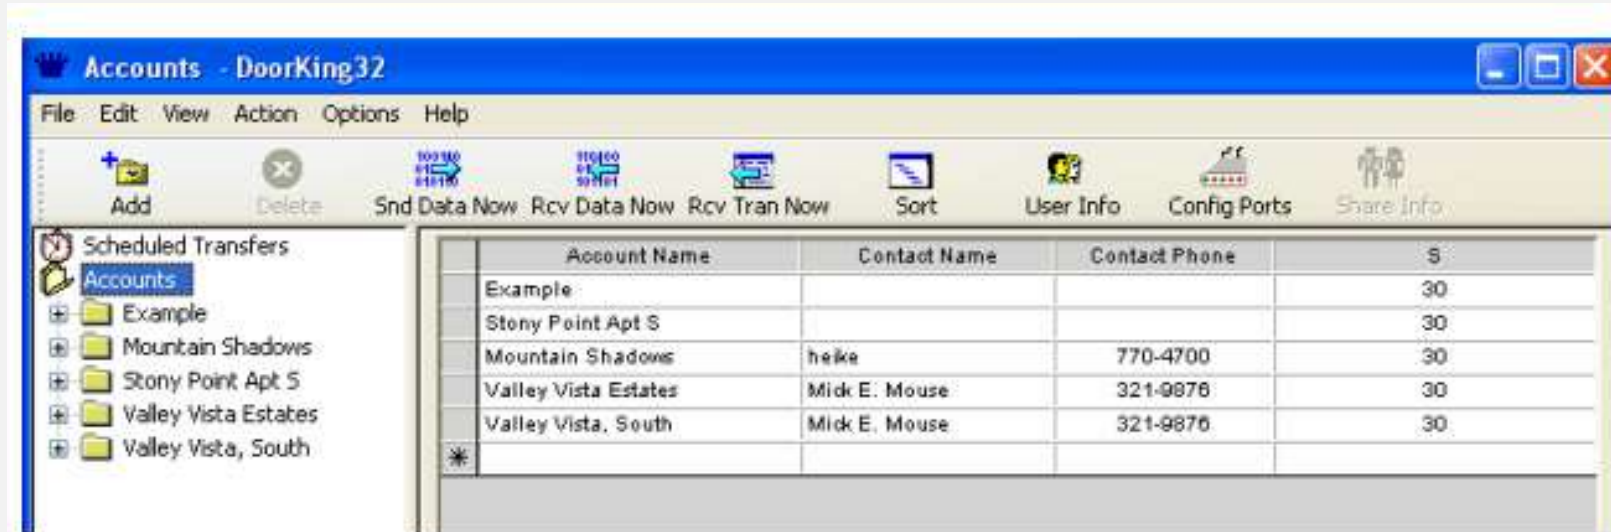 Accounts - DoorKing32
File Edit View Action Options Help
Add Delete Snd Data Now Rcv Data Now Rcv Tran Now Sort User Info Config Ports Share Info
Scheduled Transfers
Accounts
Example
Mountain Shadows
Stony Point Apt S
Valley Vista Estates
Valley Vista, South
Account Name Contact Name Contact Phone S
Example 30
Stony Point Apt S 30
Mountain Shadows heike 770-4700 30
Valley Vista Estates Mick E. Mouse 321-9876 30
Valley Vista, South Mick E. Mouse 321-9876 30